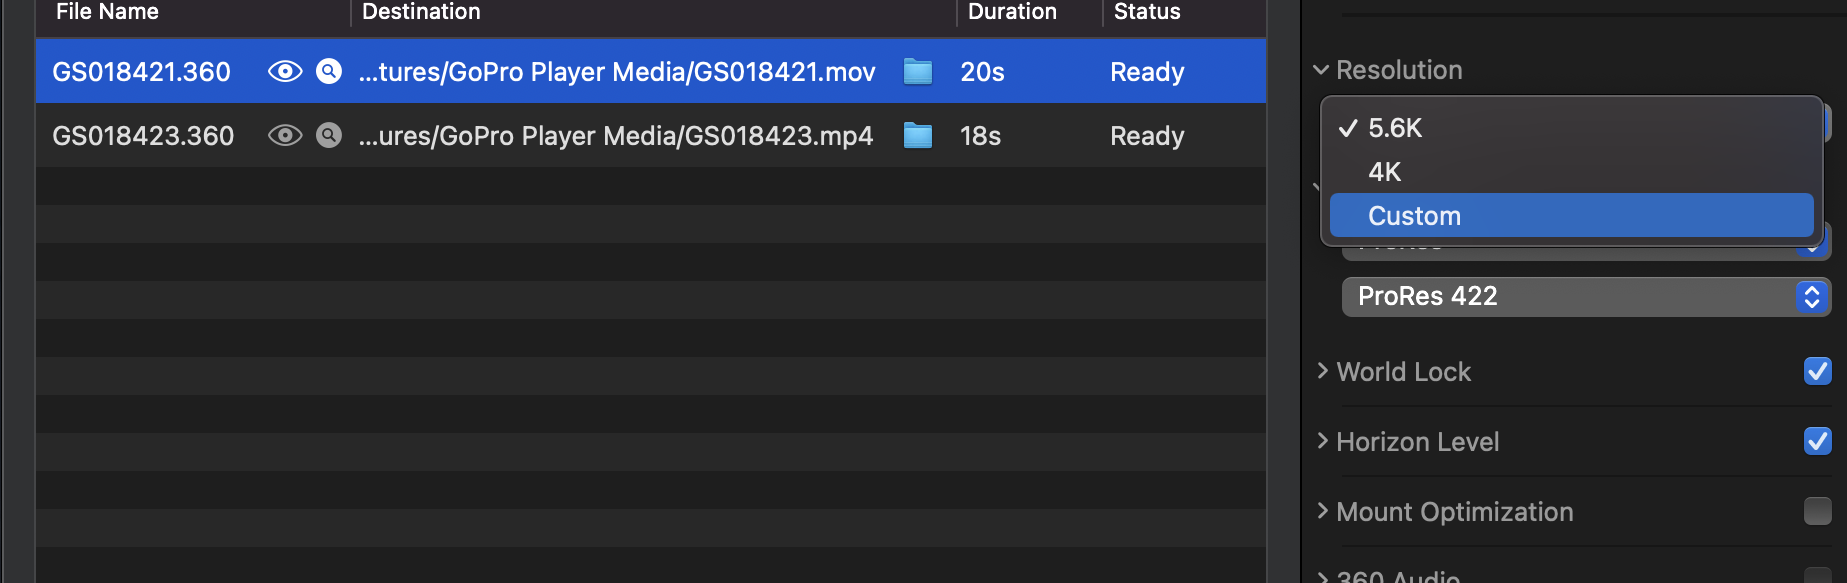 File Name Destination Duration Status
GS018421.360 ...tures/GoPro Player Media/GS018421.mov 20s Ready
GS018423.360 ...ures/GoPro Player Media/GS018423.mp4 18s Ready
Resolution
5.6K
4K
Custom
ProRes
ProRes 422
World Lock
Horizon Level
Mount Optimization
360 Audio